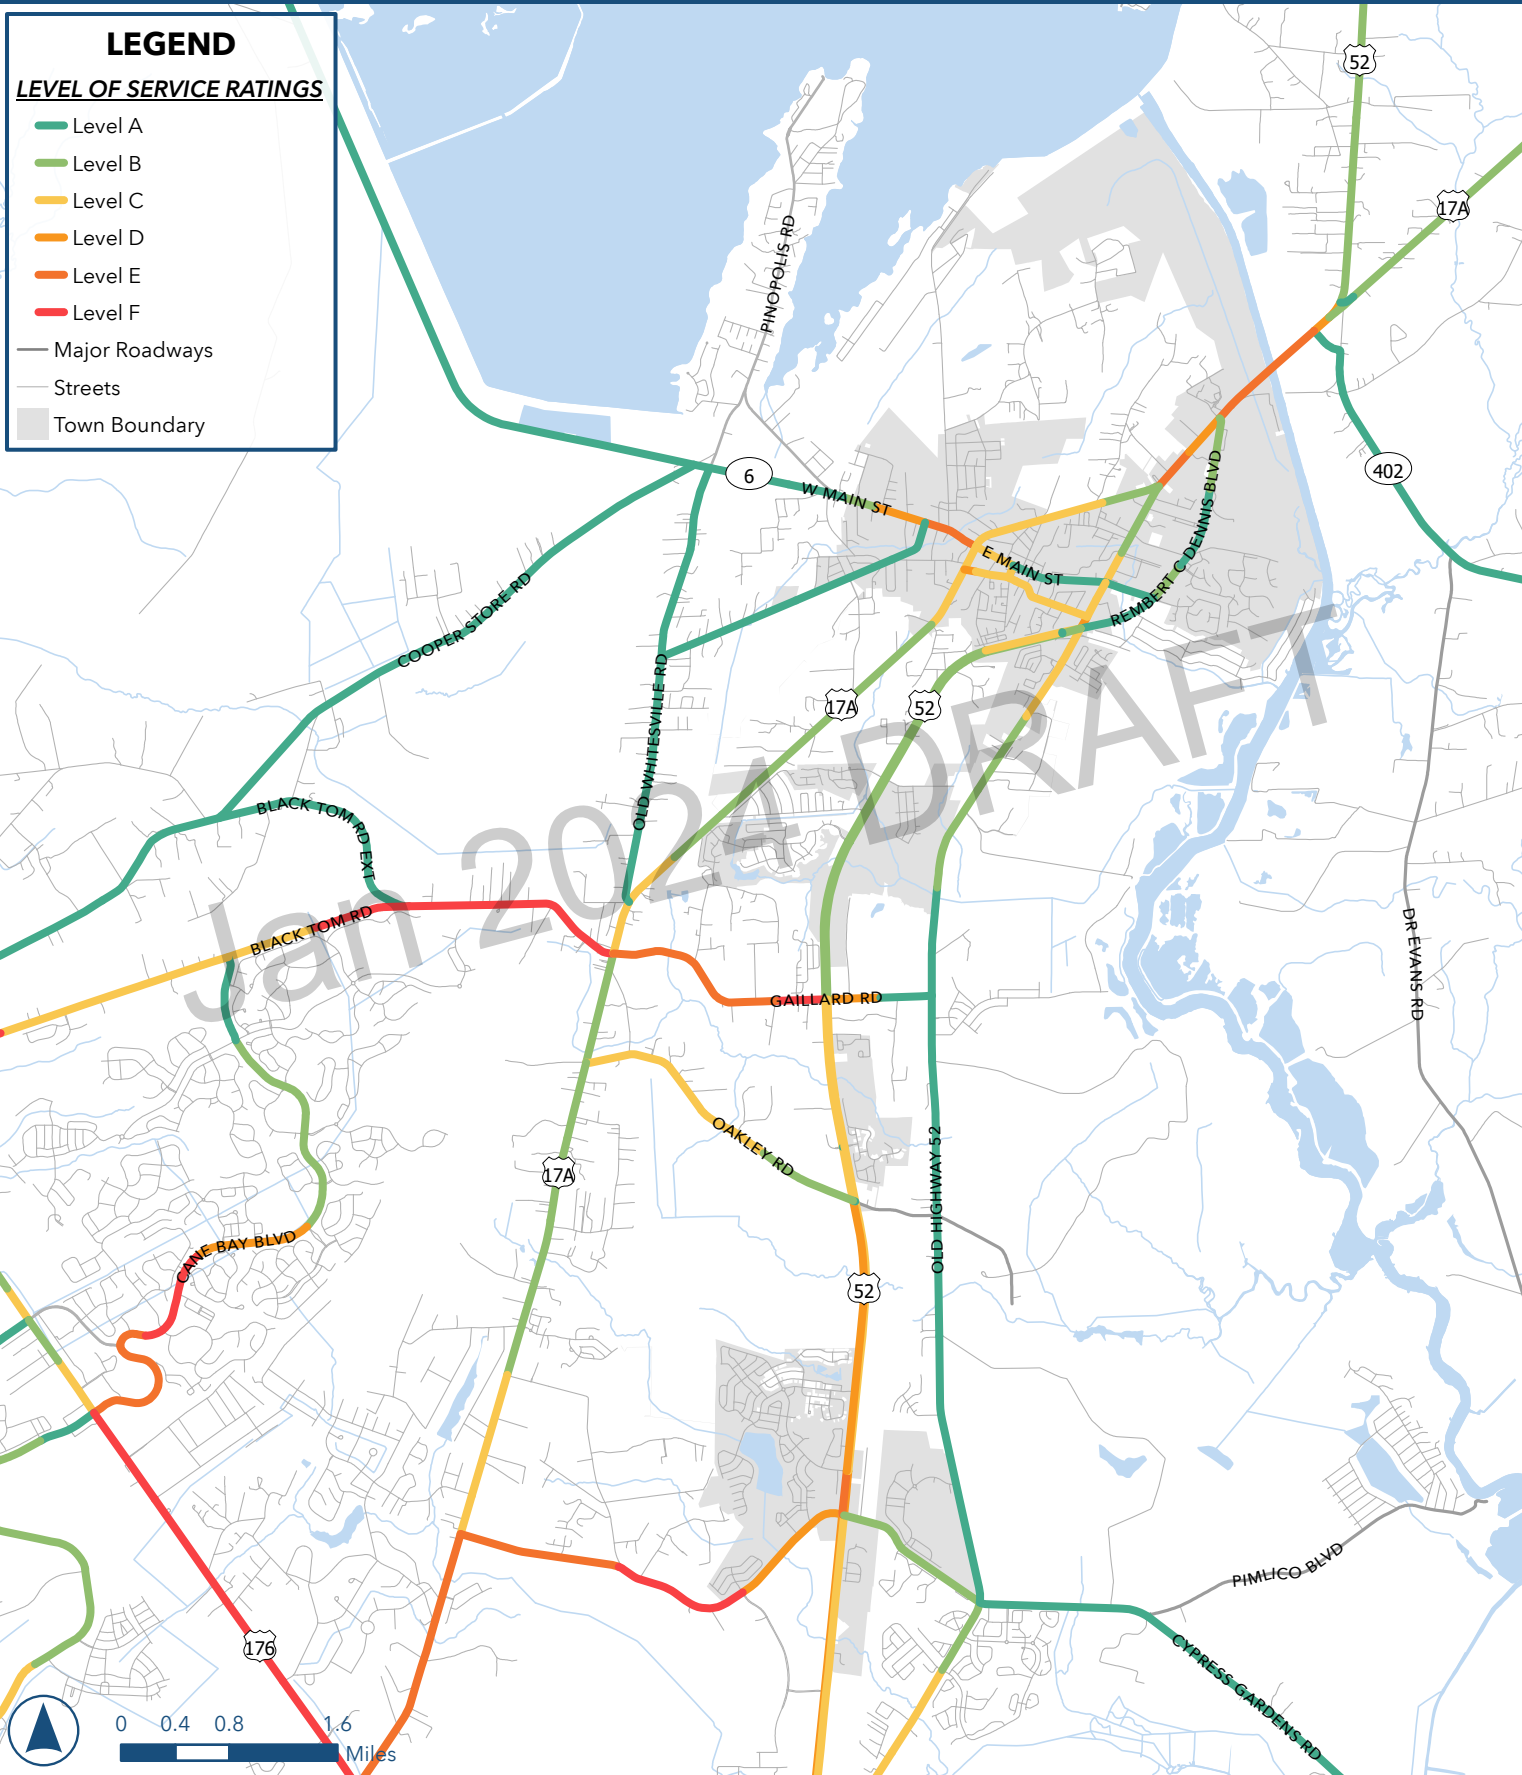 LEGEND
LEVEL OF SERVICE RATINGS
Level A
Level B
Level C
Level D
Level E
Level F
Major Roadways
Streets
Town Boundary
52
17A
PINOPOLIS RD
6
W MAIN ST
402
E MAIN ST
REMBERT C DENNIS BLVD
COOPER STORE RD
OLD WHITESVILLE RD
17A
52
Jan 2024 DRAFT
BLACK TOM RD EXT
BLACK TOM RD
GAILLARD RD
DR EVANS RD
OAKLEY RD
17A
OLD HIGHWAY 52
CANE BAY BLVD
52
PIMLICO BLVD
176
CYPRESS GARDENS RD
0 0.4 0.8 1.6
Miles